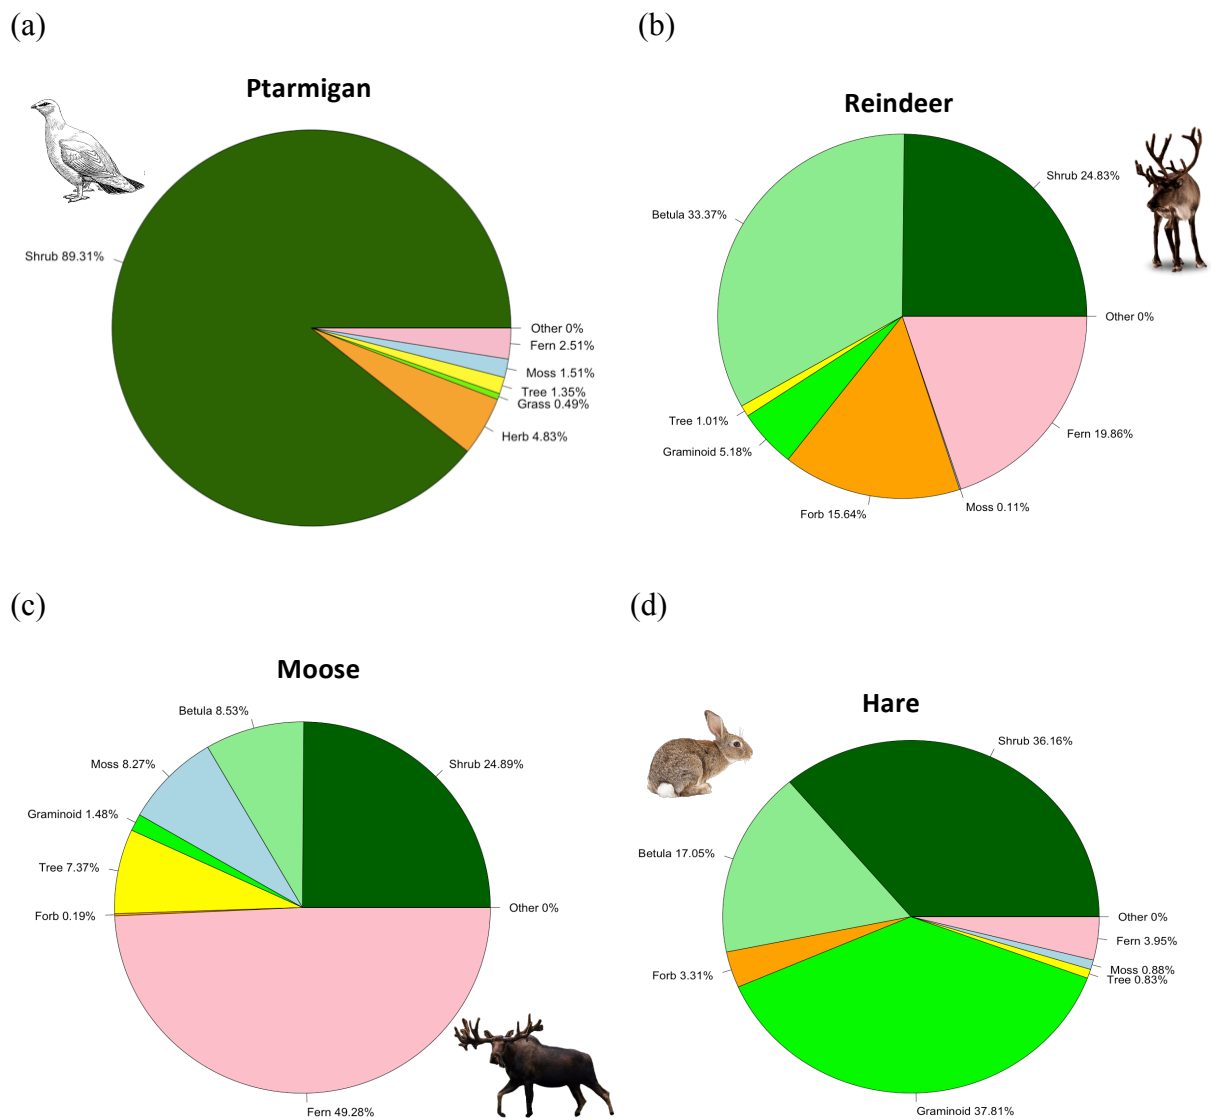 (a)
Ptarmigan
Shrub 89.31%
Other 0%
Fern 2.51%
Moss 1.51%
Tree 1.35%
Grass 0.49%
Herb 4.83%
(b)
Reindeer
Shrub 24.83%
Betula 33.37%
Other 0%
Tree 1.01%
Fern 19.86%
Graminoid 5.18%
Moss 0.11%
Forb 15.64%
(c)
Moose
Betula 8.53%
Moss 8.27%
Shrub 24.89%
Graminoid 1.48%
Tree 7.37%
Other 0%
Forb 0.19%
Fern 49.28%
(d)
Hare
Shrub 36.16%
Betula 17.05%
Other 0%
Fern 3.95%
Moss 0.88%
Forb 3.31%
Tree 0.83%
Graminoid 37.81%